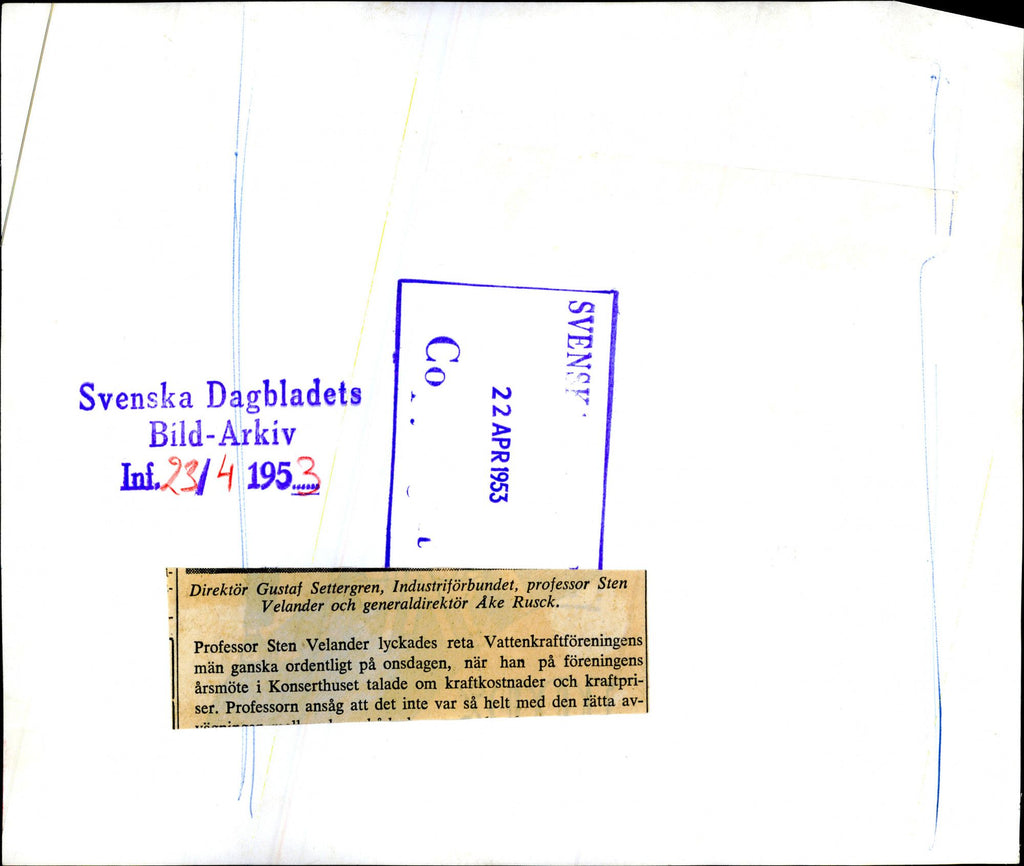 Svenska Dagbladets
Bild-Arkiv
Inf. 23/4 1953
SVENSK
22 APR 1953
Co
Direktör Gustaf Settergren, Industriförbundet, professor Sten
Velander och generaldirektör Åke Rusck.
Professor Sten Velander lyckades reta Vattenkraftföreningens
män ganska ordentligt på onsdagen, när han på föreningens
årsmöte i Konserthuset talade om kraftkostnader och kraftpri-
ser. Professorn ansåg att det inte var så helt med den rätta av-